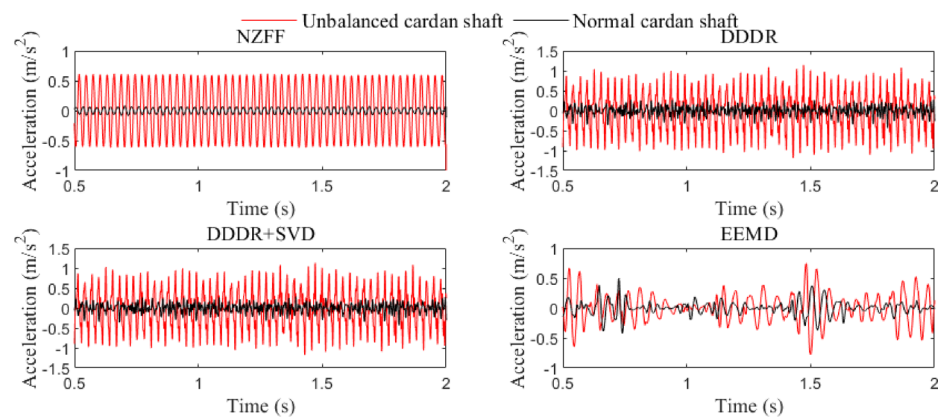 Unbalanced cardan shaft Normal cardan shaft
NZFF
Acceleration (m/s²)
1
0.5
0
-0.5
-1
0.5 1 1.5 2
Time (s)
DDDR
Acceleration (m/s²)
1.5
1
0.5
0
-0.5
-1
-1.5
0.5 1 1.5 2
Time (s)
DDDR+SVD
Acceleration (m/s²)
1.5
1
0.5
0
-0.5
-1
-1.5
0.5 1 1.5 2
Time (s)
EEMD
Acceleration (m/s²)
1
0.5
0
-0.5
-1
0.5 1 1.5 2
Time (s)